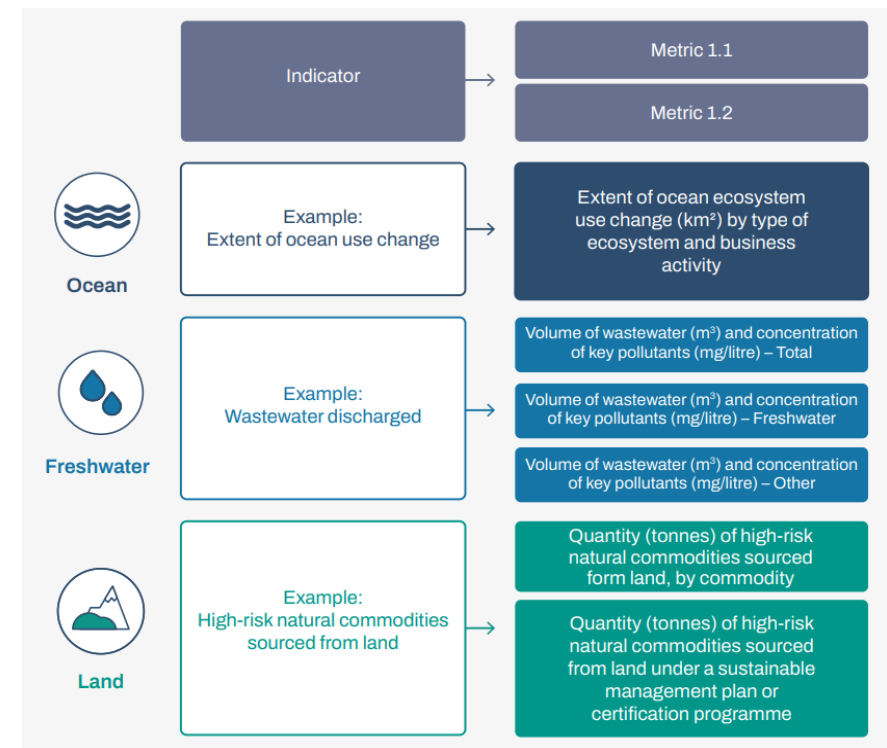 Indicator
Metric 1.1
Metric 1.2
Ocean
Example:
Extent of ocean use change
Extent of ocean ecosystem
use change (km²) by type of
ecosystem and business
activity
Freshwater
Example:
Wastewater discharged
Volume of wastewater (m³) and concentration
of key pollutants (mg/litre) – Total
Volume of wastewater (m³) and concentration
of key pollutants (mg/litre) – Freshwater
Volume of wastewater (m³) and concentration
of key pollutants (mg/litre) – Other
Land
Example:
High-risk natural commodities
sourced from land
Quantity (tonnes) of high-risk
natural commodities sourced
form land, by commodity
Quantity (tonnes) of high-risk
natural commodities sourced
from land under a sustainable
management plan or
certification programme